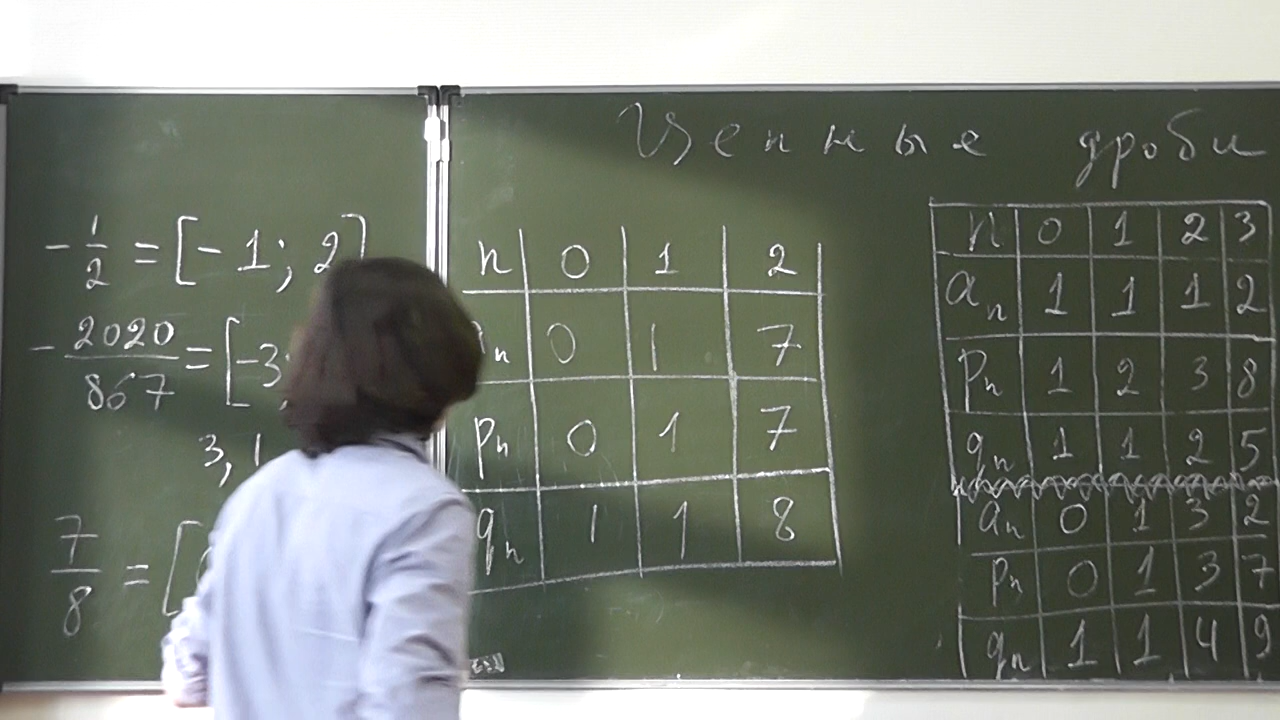 Цепные дроби
-1/2 = [-1; 2]
-2020/867 = [-3;
3, 1
7/8 = [
n 0 1 2
n 0 1 7
pn 0 1 7
qn 1 1 8
n 0 1 2 3
an 1 1 1 2
pn 1 2 3 8
qn 1 1 2 5
an 0 1 3 2
pn 0 1 3 7
qn 1 1 4 9